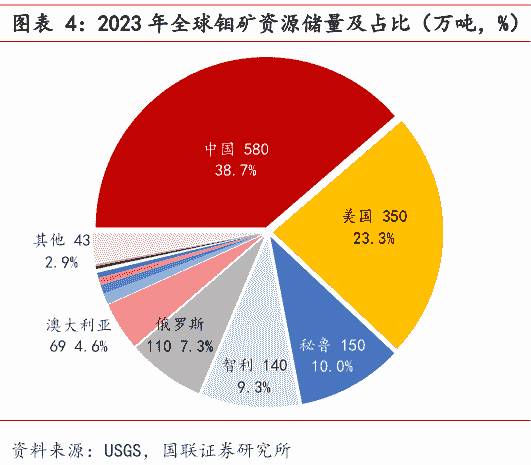 图表 4：2023 年全球钼矿资源储量及占比（万吨，%）
中国 580
38.7%
美国 350
23.3%
秘鲁 150
10.0%
智利 140
9.3%
俄罗斯
110 7.3%
澳大利亚
69 4.6%
其他 43
2.9%
资料来源：USGS，国联证券研究所